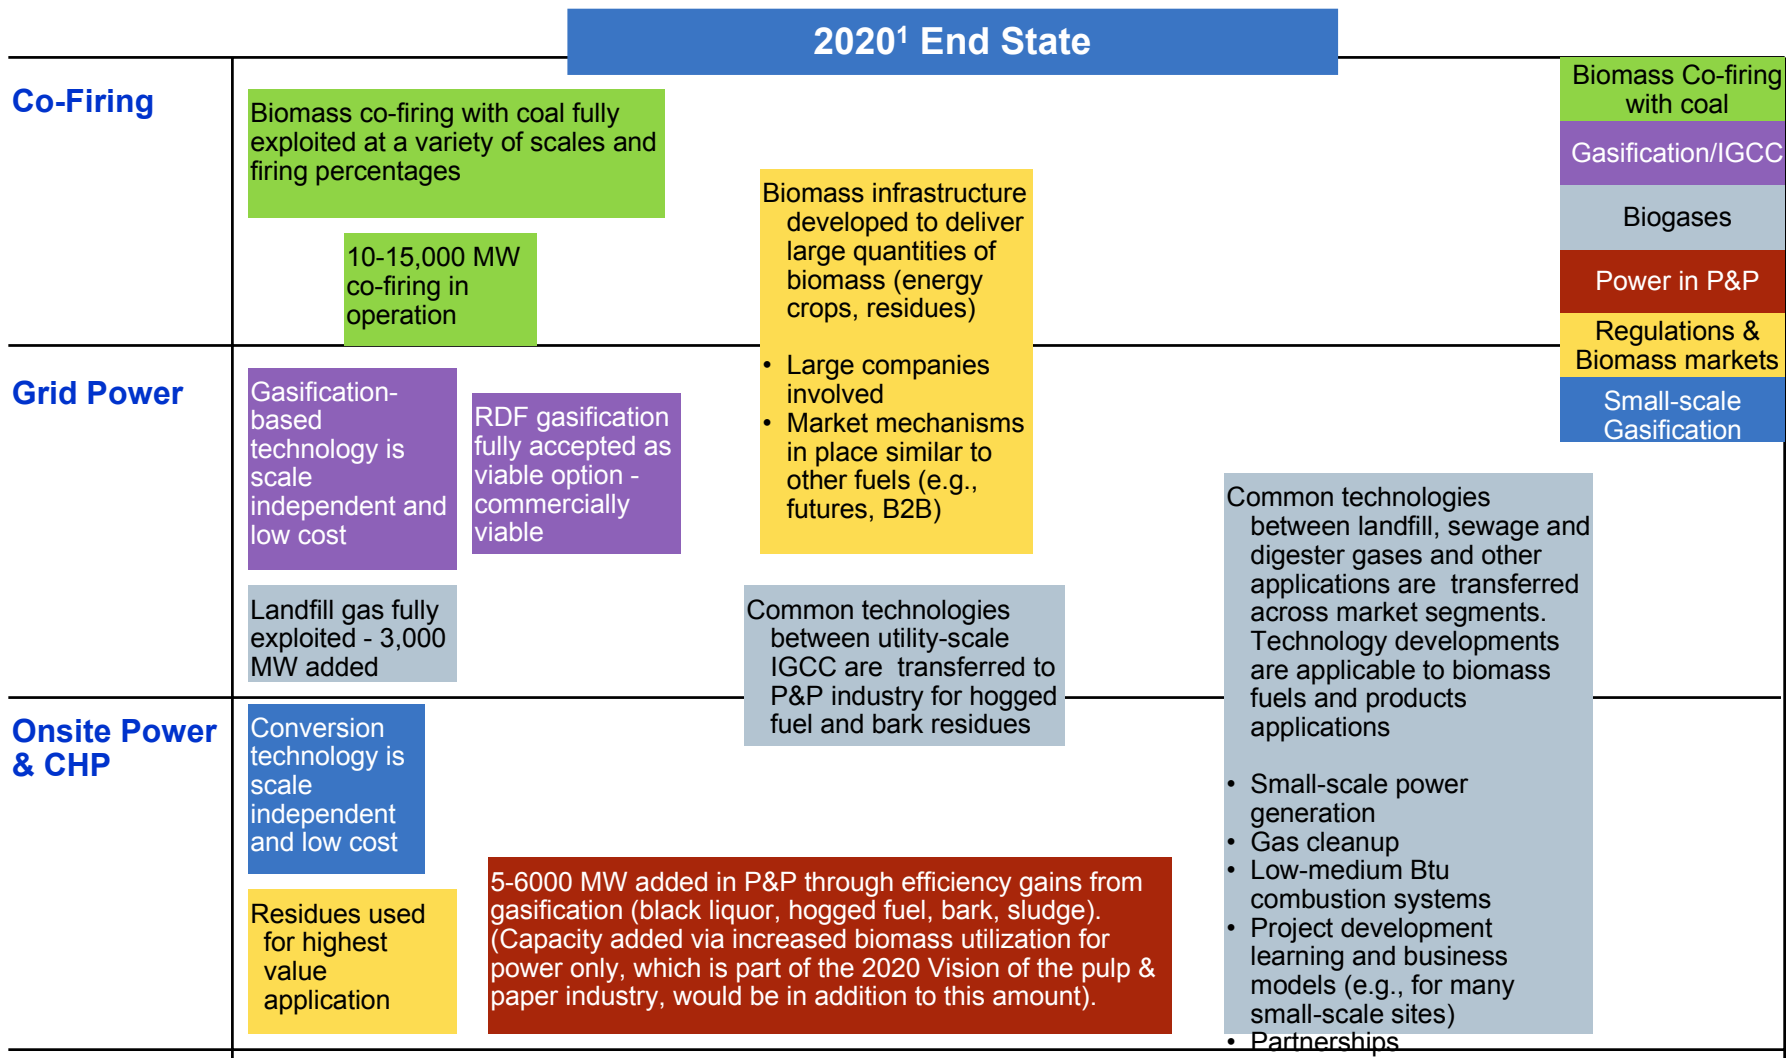 2020¹ End State
Co-Firing
Biomass co-firing with coal fully
exploited at a variety of scales and
firing percentages
10-15,000 MW
co-firing in
operation
Biomass infrastructure
developed to deliver
large quantities of
biomass (energy
crops, residues)
• Large companies
involved
• Market mechanisms
in place similar to
other fuels (e.g.,
futures, B2B)
Biomass Co-firing
with coal
Gasification/IGCC
Biogases
Power in P&P
Regulations &
Biomass markets
Small-scale
Gasification
Grid Power
Gasification-
based
technology is
scale
independent and
low cost
RDF gasification
fully accepted as
viable option -
commercially
viable
Landfill gas fully
exploited - 3,000
MW added
Common technologies
between utility-scale
IGCC are transferred to
P&P industry for hogged
fuel and bark residues
Common technologies
between landfill, sewage and
digester gases and other
applications are transferred
across market segments.
Technology developments
are applicable to biomass
fuels and products
applications
• Small-scale power
generation
• Gas cleanup
• Low-medium Btu
combustion systems
• Project development
learning and business
models (e.g., for many
small-scale sites)
• Partnerships
Onsite Power
& CHP
Conversion
technology is
scale
independent
and low cost
Residues used
for highest
value
application
5-6000 MW added in P&P through efficiency gains from
gasification (black liquor, hogged fuel, bark, sludge).
(Capacity added via increased biomass utilization for
power only, which is part of the 2020 Vision of the pulp &
paper industry, would be in addition to this amount).